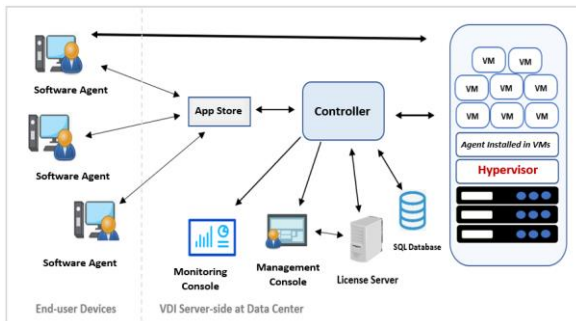 Software Agent
Software Agent
Software Agent
App Store
Controller
VM VM
VM VM VM
VM VM VM
Agent Installed in VMs
Hypervisor
SQL Database
Monitoring
Console
Management
Console
License Server
End-user Devices
VDI Server-side at Data Center